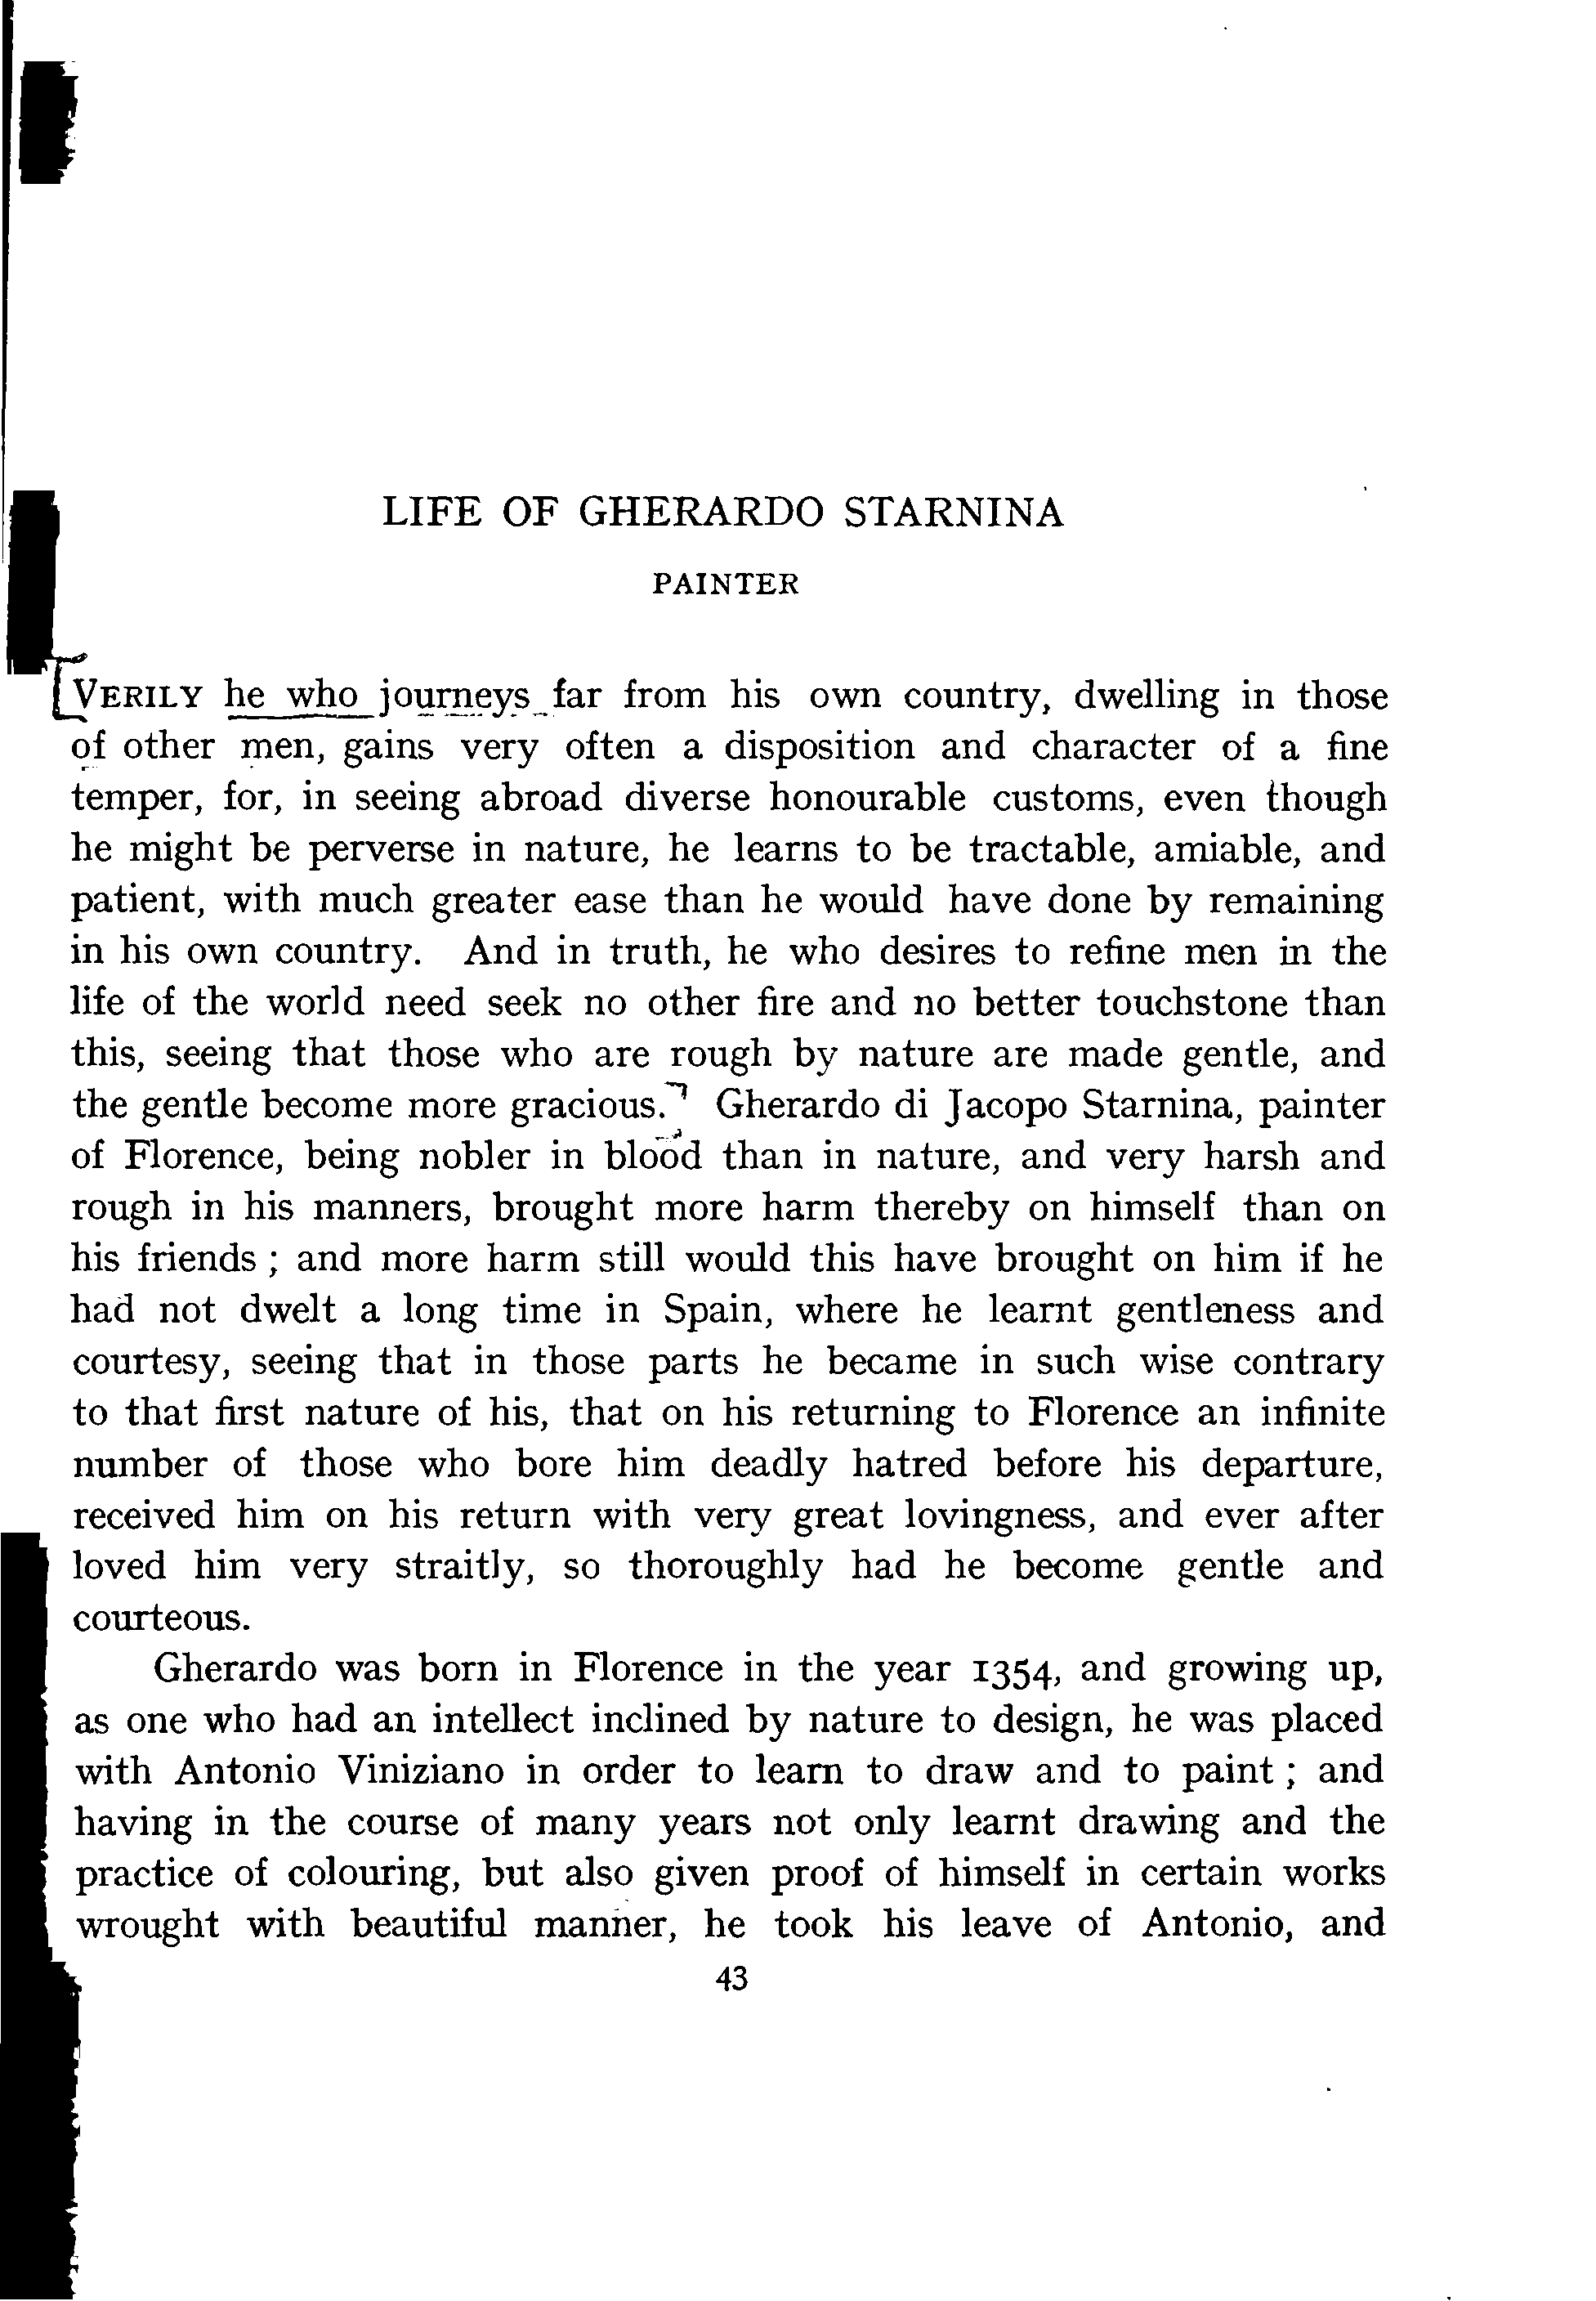 LIFE OF GHERARDO STARNINA
PAINTER
VERILY he who journeys far from his own country, dwelling in those
of other men, gains very often a disposition and character of a fine
temper, for, in seeing abroad diverse honourable customs, even though
he might be perverse in nature, he learns to be tractable, amiable, and
patient, with much greater ease than he would have done by remaining
in his own country. And in truth, he who desires to refine men in the
life of the world need seek no other fire and no better touchstone than
this, seeing that those who are rough by nature are made gentle, and
the gentle become more gracious. Gherardo di Jacopo Starnina, painter
of Florence, being nobler in blood than in nature, and very harsh and
rough in his manners, brought more harm thereby on himself than on
his friends ; and more harm still would this have brought on him if he
had not dwelt a long time in Spain, where he learnt gentleness and
courtesy, seeing that in those parts he became in such wise contrary
to that first nature of his, that on his returning to Florence an infinite
number of those who bore him deadly hatred before his departure,
received him on his return with very great lovingness, and ever after
loved him very straitly, so thoroughly had he become gentle and
courteous.
Gherardo was born in Florence in the year 1354, and growing up,
as one who had an intellect inclined by nature to design, he was placed
with Antonio Viniziano in order to learn to draw and to paint ; and
having in the course of many years not only learnt drawing and the
practice of colouring, but also given proof of himself in certain works
wrought with beautiful manner, he took his leave of Antonio, and
43